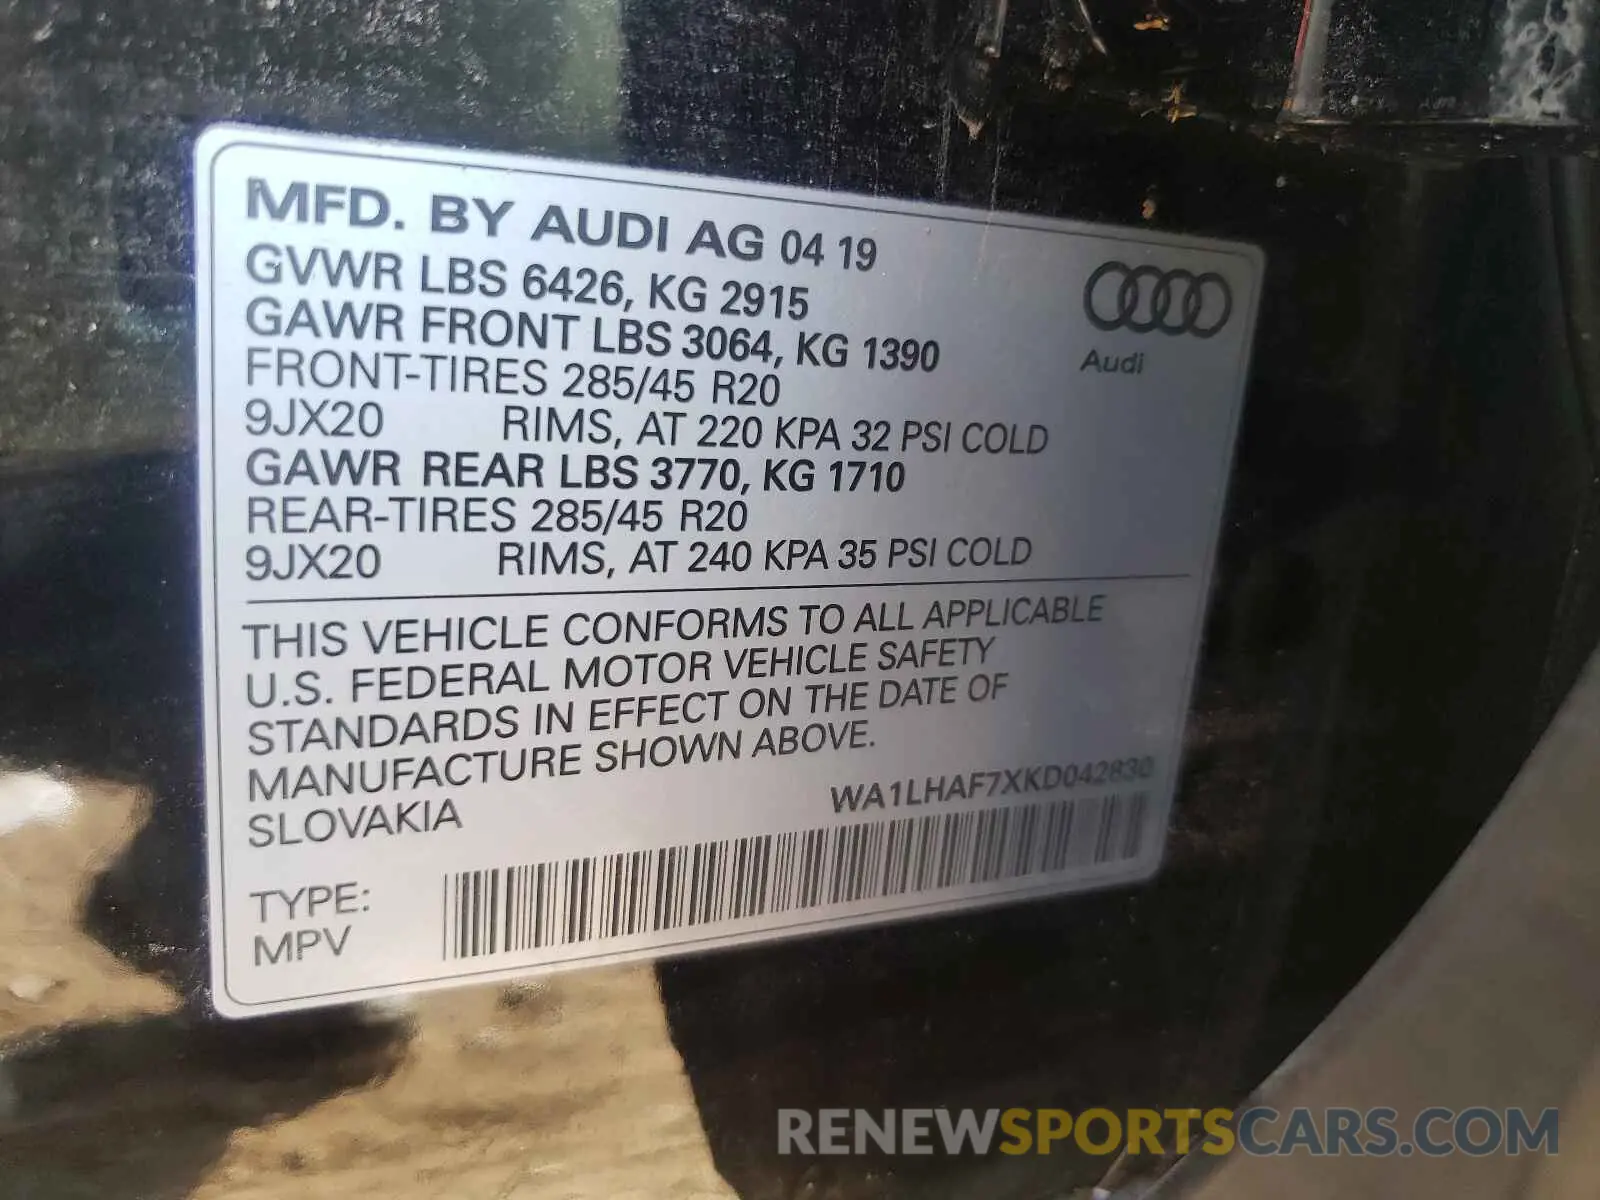 MFD. BY AUDI AG 04 19
GVWR LBS 6426, KG 2915
GAWR FRONT LBS 3064, KG 1390
FRONT-TIRES 285/45 R20
9JX20 RIMS, AT 220 KPA 32 PSI COLD
GAWR REAR LBS 3770, KG 1710
REAR-TIRES 285/45 R20
9JX20 RIMS, AT 240 KPA 35 PSI COLD
Audi
THIS VEHICLE CONFORMS TO ALL APPLICABLE
U.S. FEDERAL MOTOR VEHICLE SAFETY
STANDARDS IN EFFECT ON THE DATE OF
MANUFACTURE SHOWN ABOVE.
SLOVAKIA
WA1LHAF7XKD042830
TYPE:
MPV
RENEWSPORTSCARS.COM